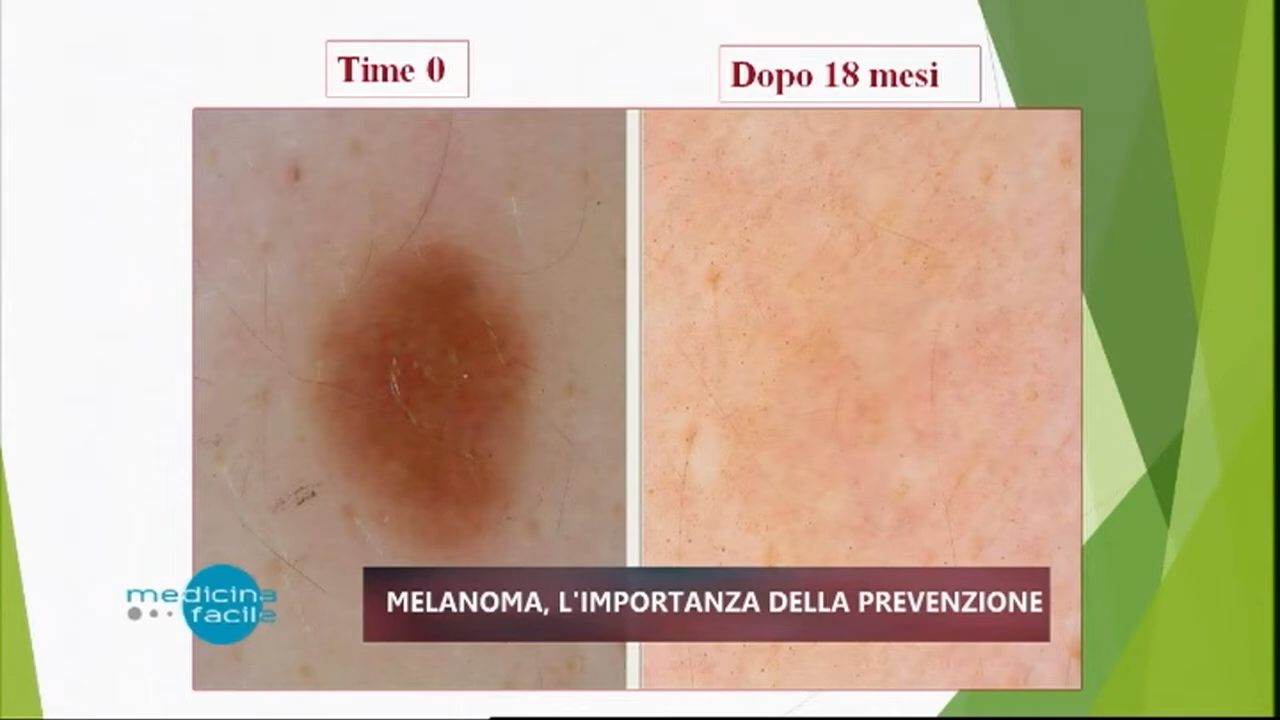 Time 0
Dopo 18 mesi
medicina
facile
MELANOMA, L'IMPORTANZA DELLA PREVENZIONE